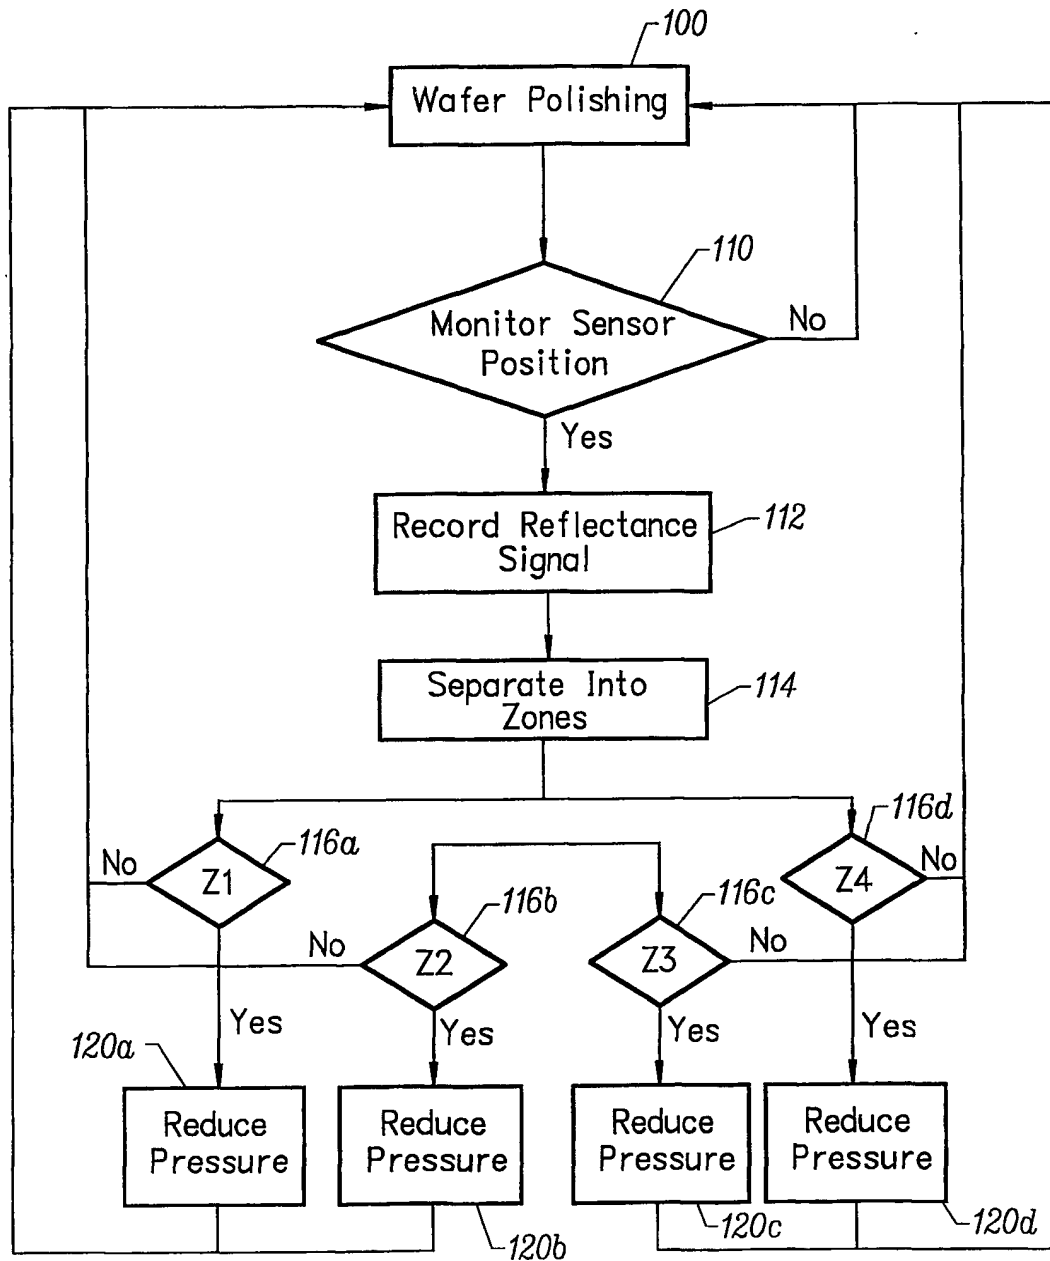 100
Wafer Polishing
110
Monitor Sensor
Position
No
Yes
Record Reflectance
Signal
112
Separate Into
Zones
114
No
Z1
116a
116d
Z4
No
No
Z2
116b
116c
Z3
No
Yes
Yes
Yes
Yes
120a
Reduce
Pressure
Reduce
Pressure
Reduce
Pressure
Reduce
Pressure
120b
120c
120d